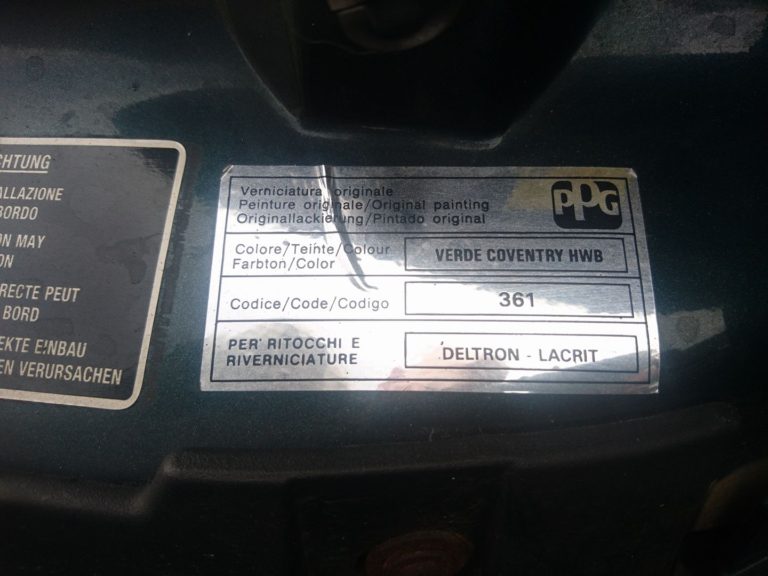 CHTUNG
ALLAZIONE
BORDO
ON MAY
ON
RECTE PEUT
BORD
EKTE EINBAU
EN VERURSACHEN
Verniciatura originale
Peinture originale/Original painting
Originallackierung/Pintado original
PPG
Colore/Teinte/Colour
Farbton/Color
VERDE COVENTRY HWB
Codice/Code/Codigo
361
PER' RITOCCHI E
RIVERNICIATURE
DELTRON - LACRIT